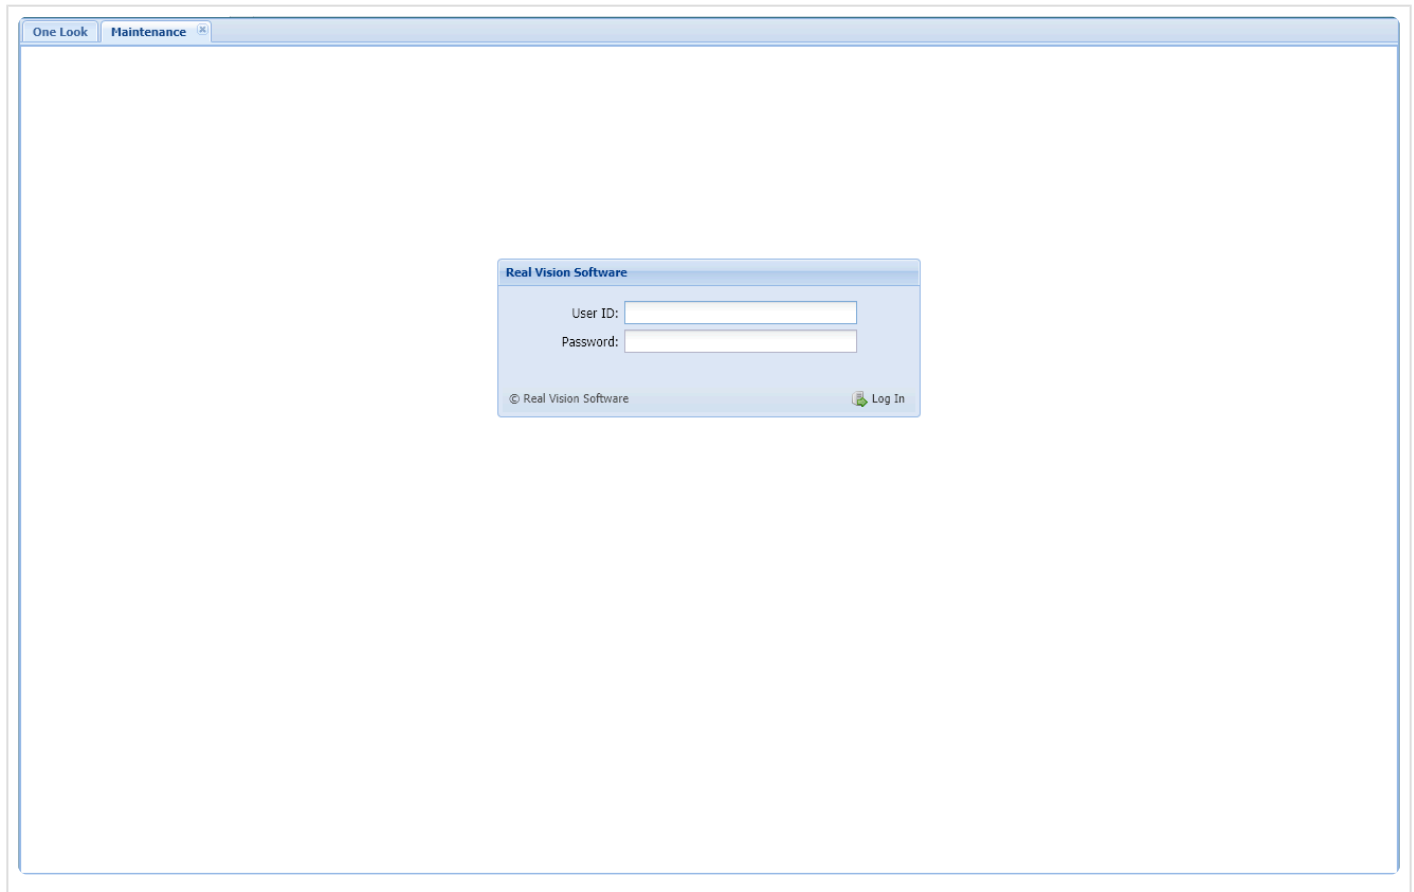 One Look Maintenance
Real Vision Software
User ID:
Password:
© Real Vision Software Log In